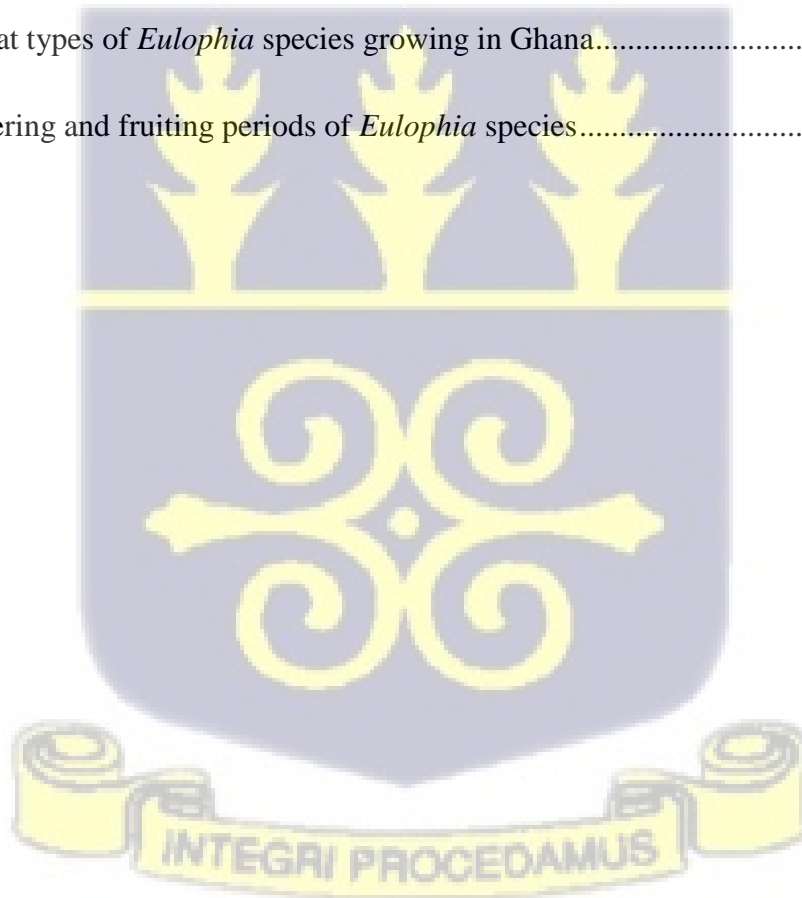 at types of Eulophia species growing in Ghana.........................
ering and fruiting periods of Eulophia species...........................
INTEGRI PROCEDAMUS